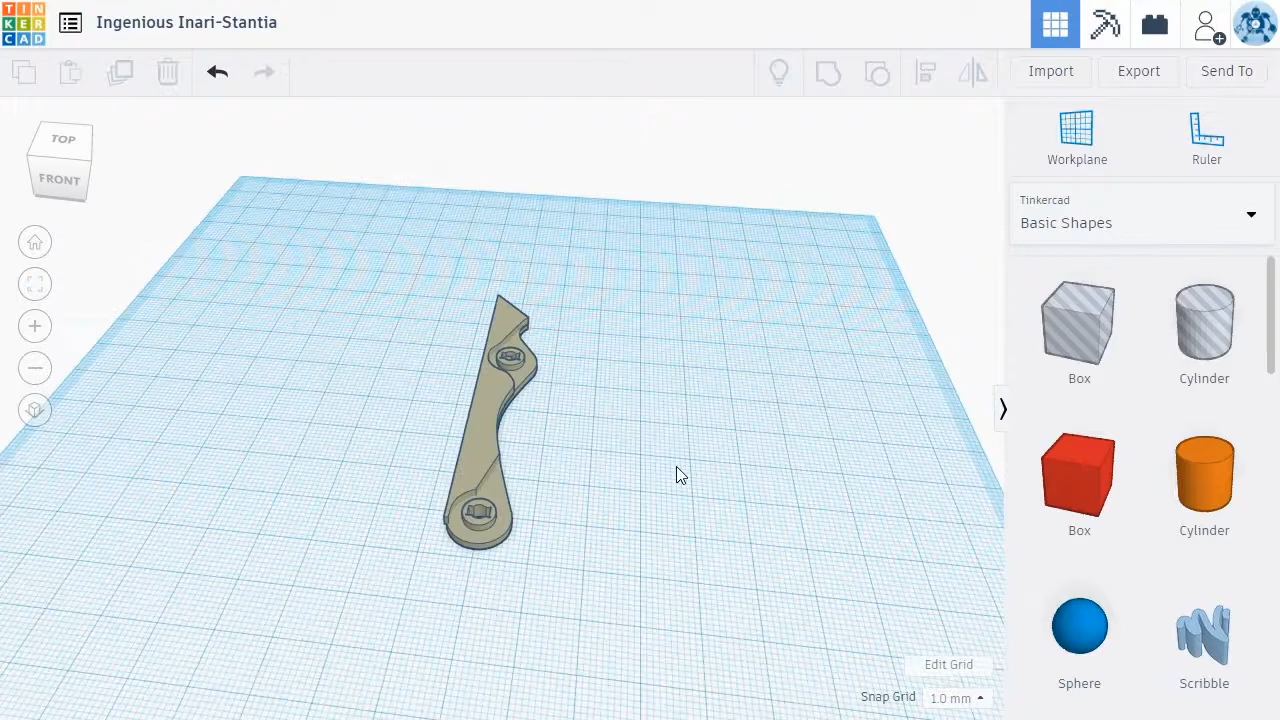 TIN
KER
CAD
Ingenious Inari-Stantia
Import
Export
Send To
TOP
FRONT
Workplane
Ruler
Tinkercad
Basic Shapes
Box
Cylinder
Box
Cylinder
Sphere
Scribble
Edit Grid
Snap Grid 1.0 mm